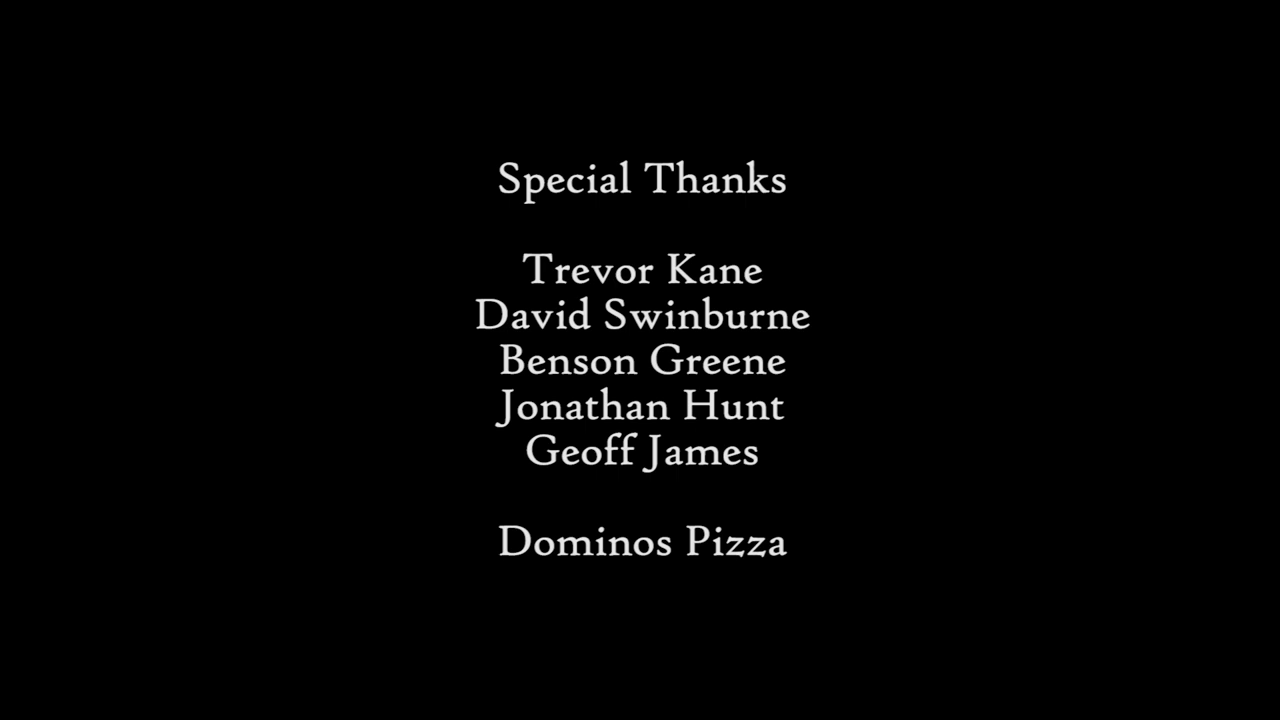 Special Thanks
Trevor Kane
David Swinburne
Benson Greene
Jonathan Hunt
Geoff James
Dominos Pizza